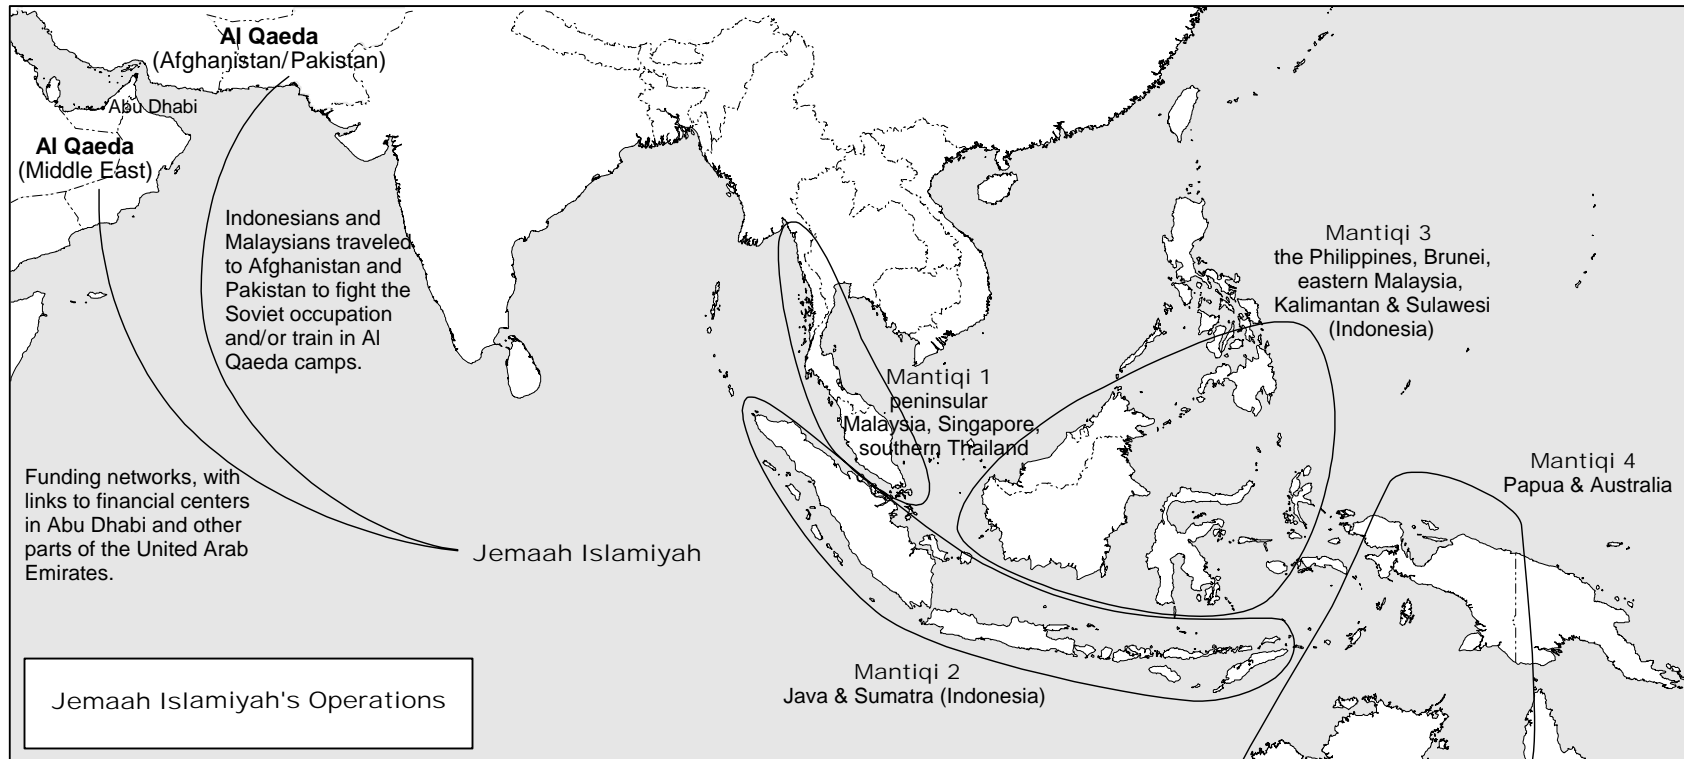 Al Qaeda
(Afghanistan/Pakistan)
Abu Dhabi
Al Qaeda
(Middle East)
Indonesians and
Malaysians traveled
to Afghanistan and
Pakistan to fight the
Soviet occupation
and/or train in Al
Qaeda camps.
Mantiqi 3
the Philippines, Brunei,
eastern Malaysia,
Kalimantan & Sulawesi
(Indonesia)
Mantiqi 1
peninsular
Malaysia, Singapore,
southern Thailand
Mantiqi 4
Papua & Australia
Funding networks, with
links to financial centers
in Abu Dhabi and other
parts of the United Arab
Emirates.
Jemaah Islamiyah
Mantiqi 2
Java & Sumatra (Indonesia)
Jemaah Islamiyah's Operations